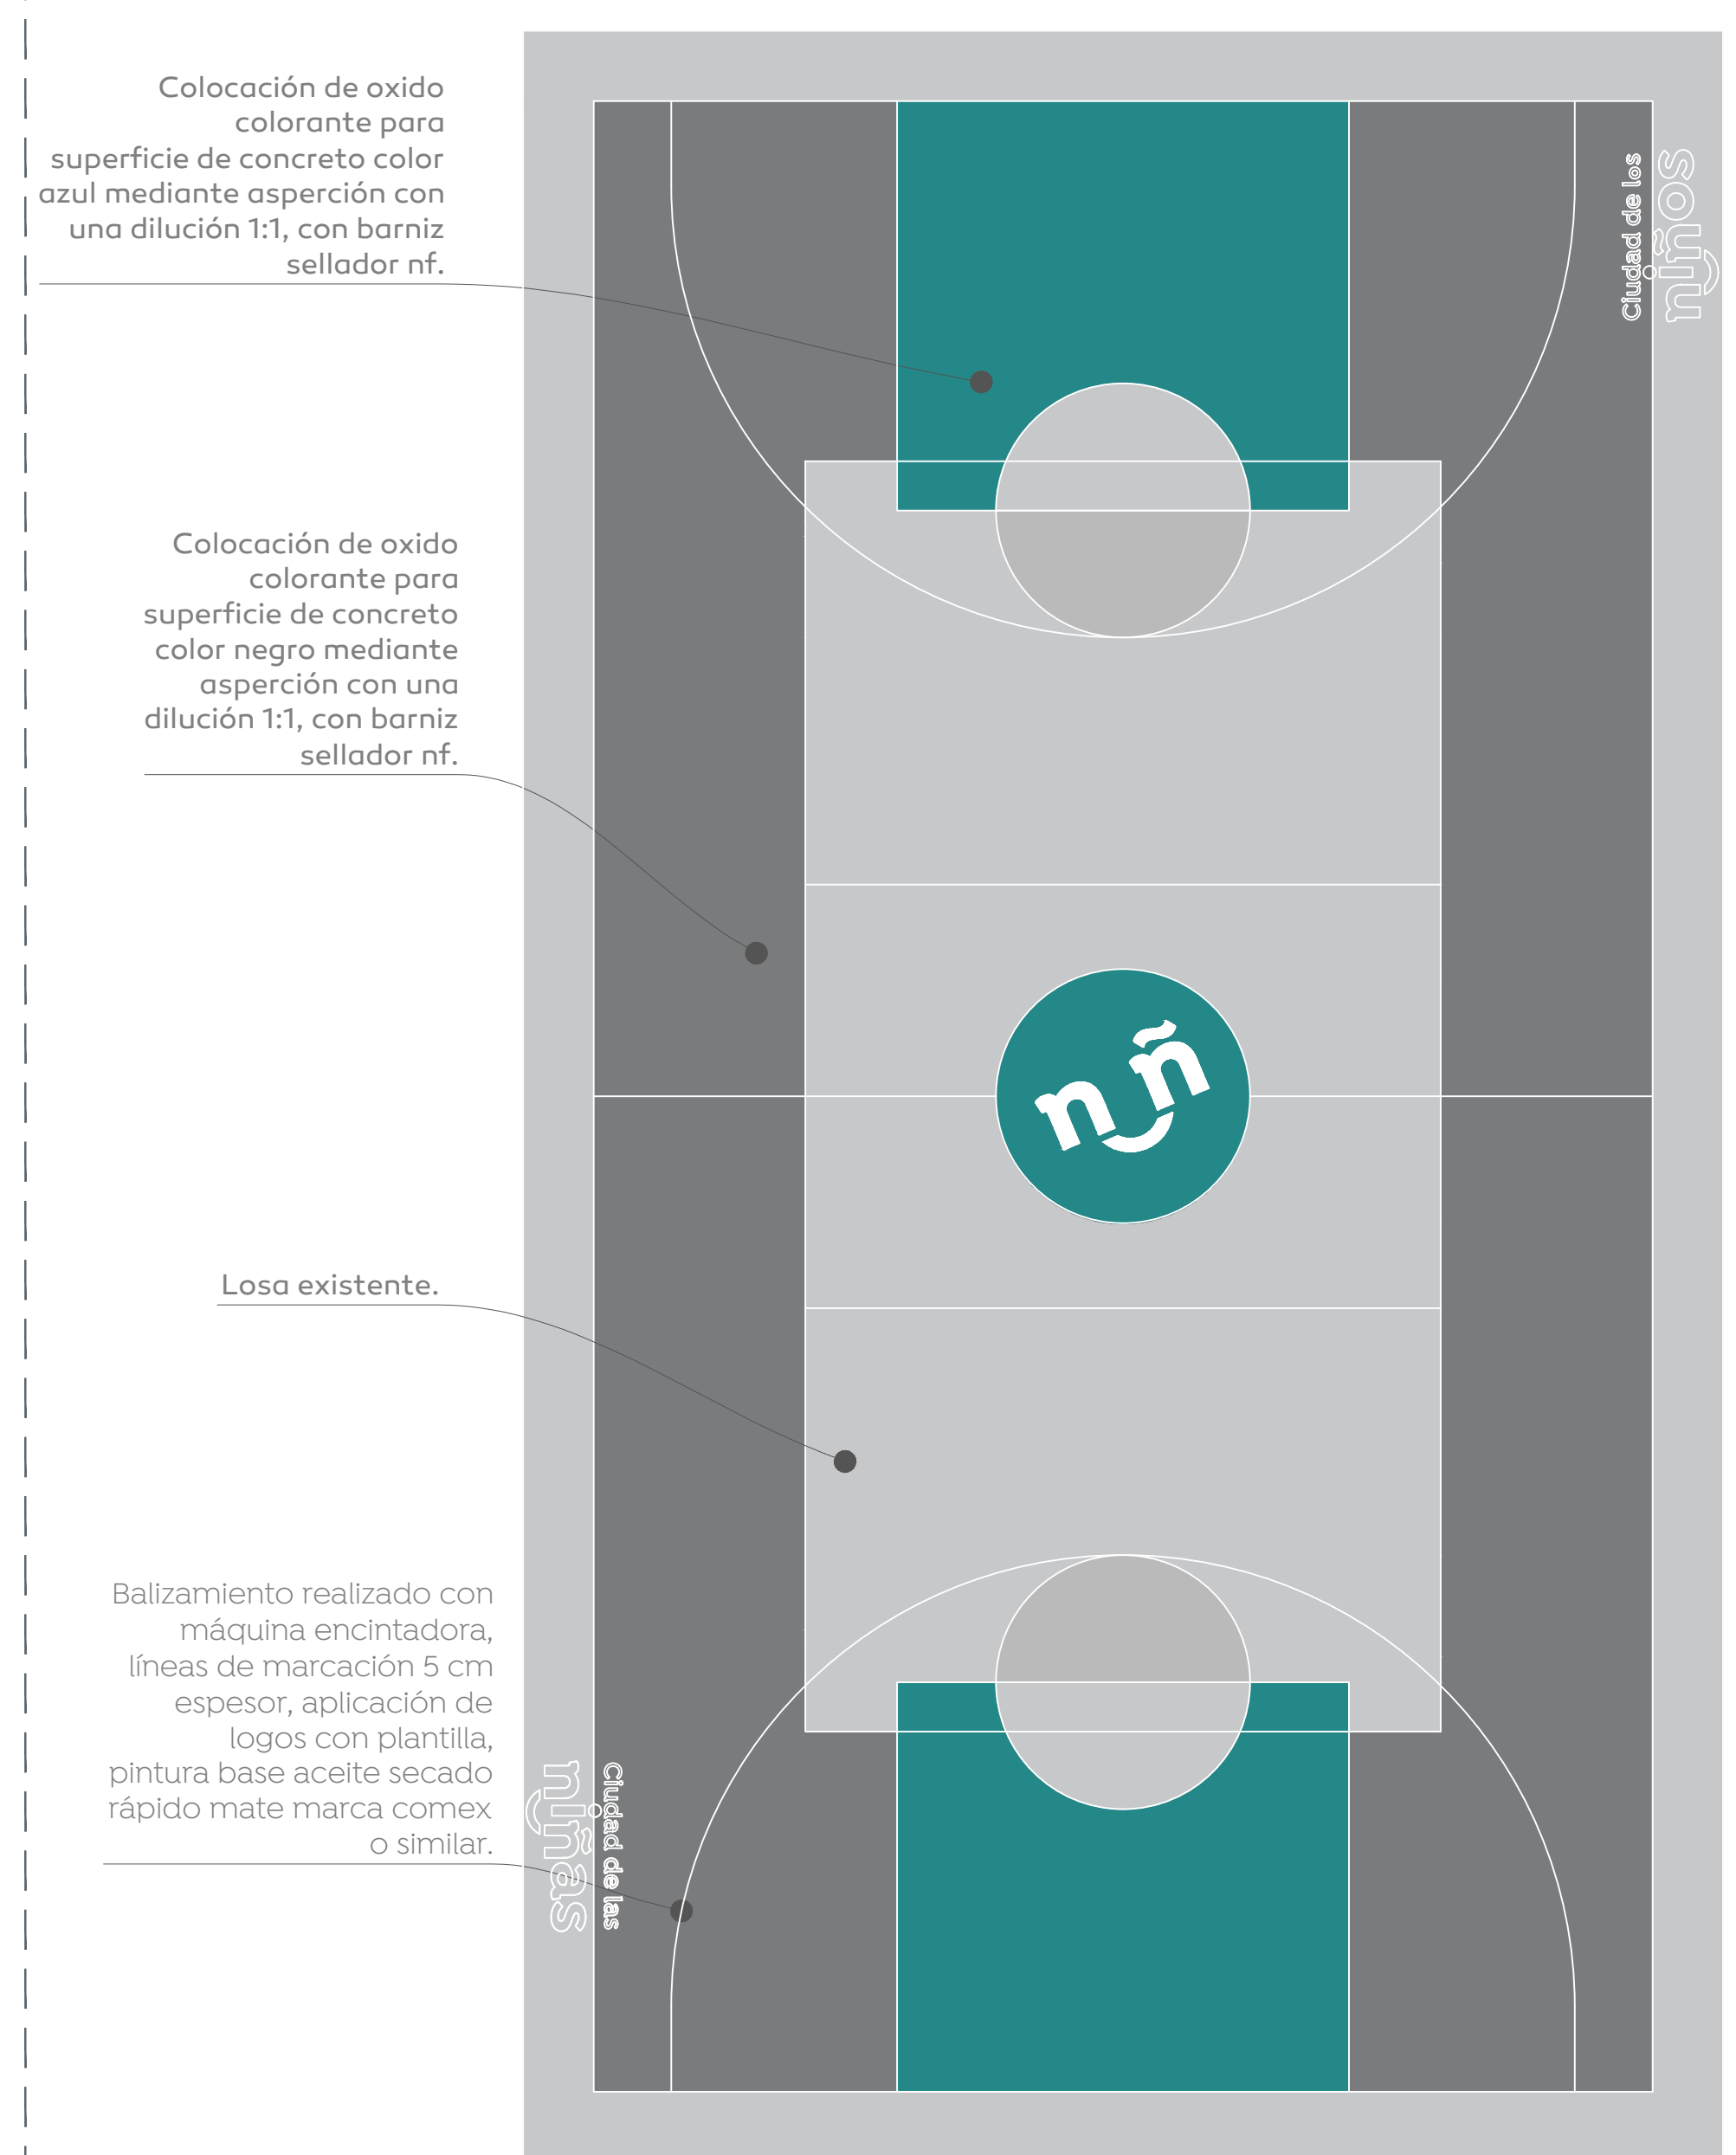 Colocación de oxido
colorante para
superficie de concreto color
azul mediante asperción con
una dilución 1:1, con barniz
sellador nf.
Ciudad de los
niños
Colocación de oxido
colorante para
superficie de concreto
color negro mediante
asperción con una
dilución 1:1, con barniz
sellador nf.
nñ
Losa existente.
Balizamiento realizado con
máquina encintadora,
líneas de marcación 5 cm
espesor, aplicación de
logos con plantilla,
pintura base aceite secado
rápido mate marca comex
o similar.
Ciudad de las
niñas